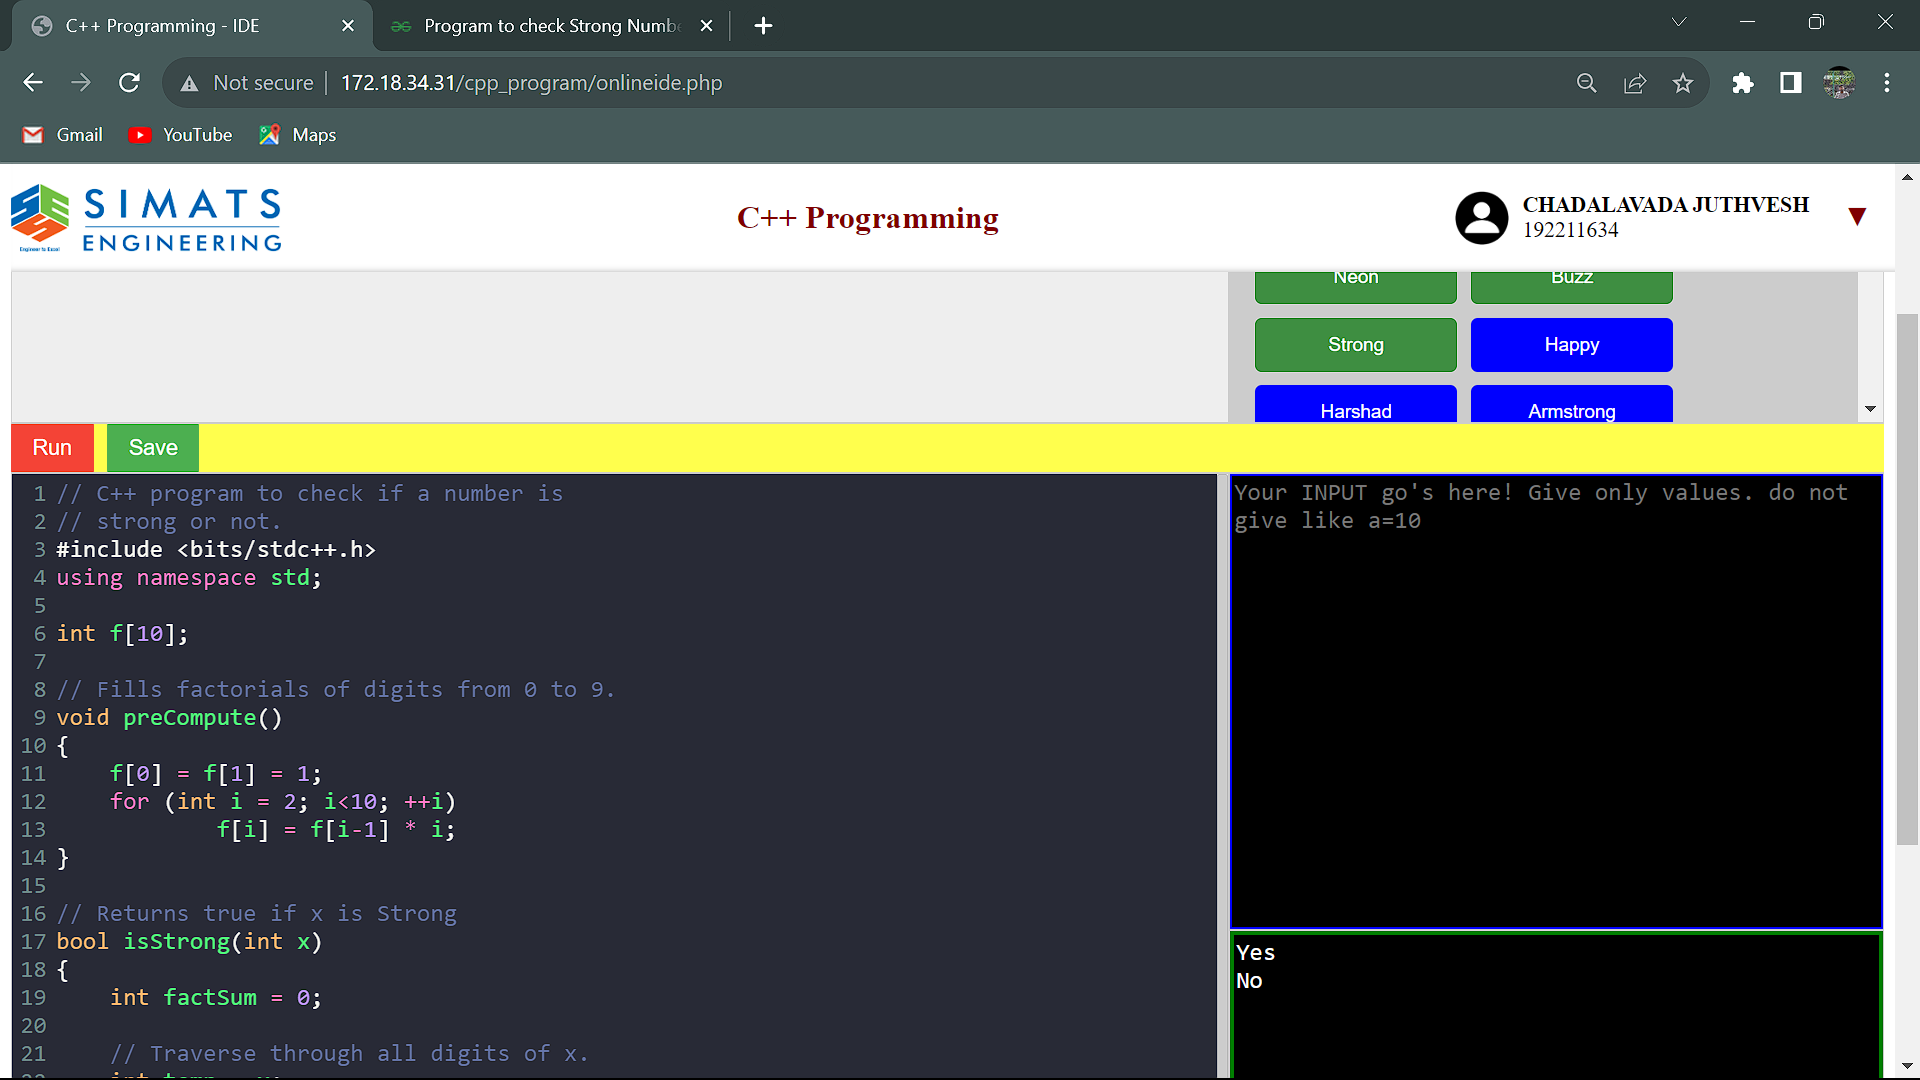 C++ Programming - IDE
Program to check Strong Numbe
Not secure
172.18.34.31/cpp_program/onlineide.php
Gmail
YouTube
Maps
SIMATS
ENGINEERING
Engineer to Excel
C++ Programming
CHADALAVADA JUTHVESH
192211634
Neon
Buzz
Strong
Happy
Harshad
Armstrong
Run
Save
1 // C++ program to check if a number is
2 // strong or not.
3 #include <bits/stdc++.h>
4 using namespace std;
5
6 int f[10];
7
8 // Fills factorials of digits from 0 to 9.
9 void preCompute()
10 {
11     f[0] = f[1] = 1;
12     for (int i = 2; i<10; ++i)
13             f[i] = f[i-1] * i;
14 }
15
16 // Returns true if x is Strong
17 bool isStrong(int x)
18 {
19     int factSum = 0;
20
21     // Traverse through all digits of x.
Your INPUT go's here! Give only values. do not
give like a=10
Yes
No